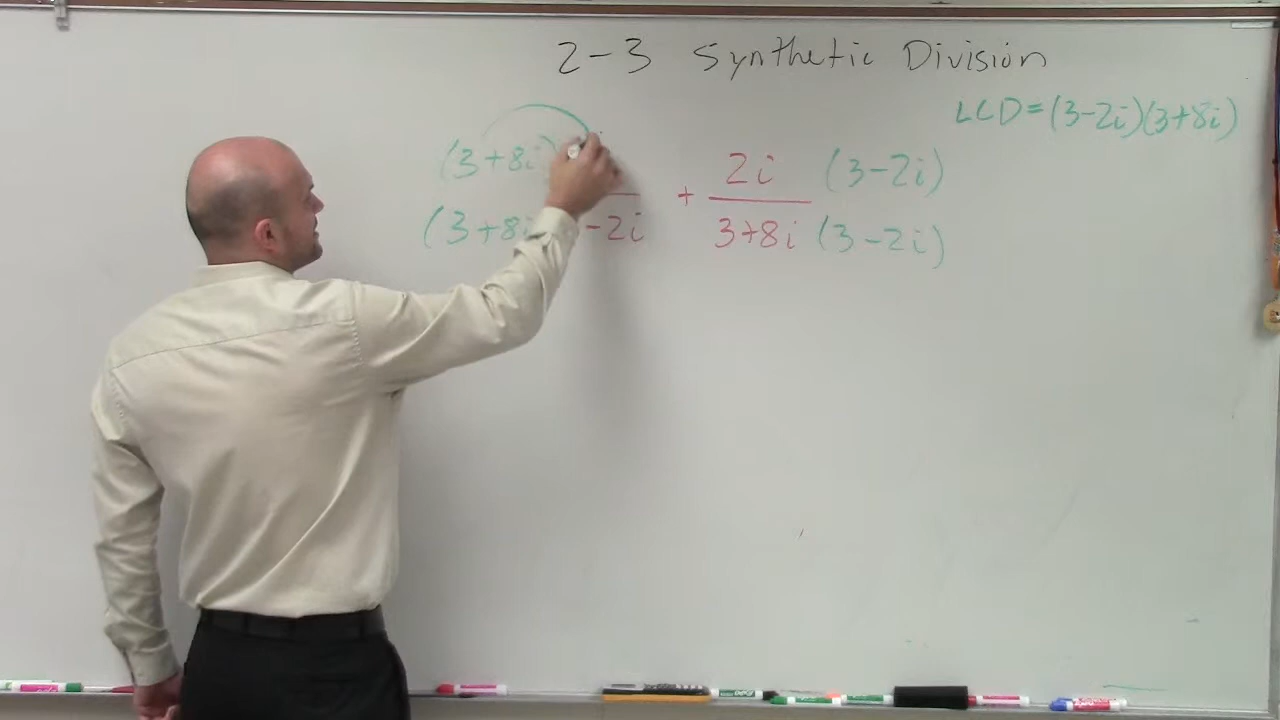 2-3 Synthetic Division
LCD=(3-2i)(3+8i)
(3+8i) + 2i (3-2i)
(3+8i -2i 3+8i (3-2i)